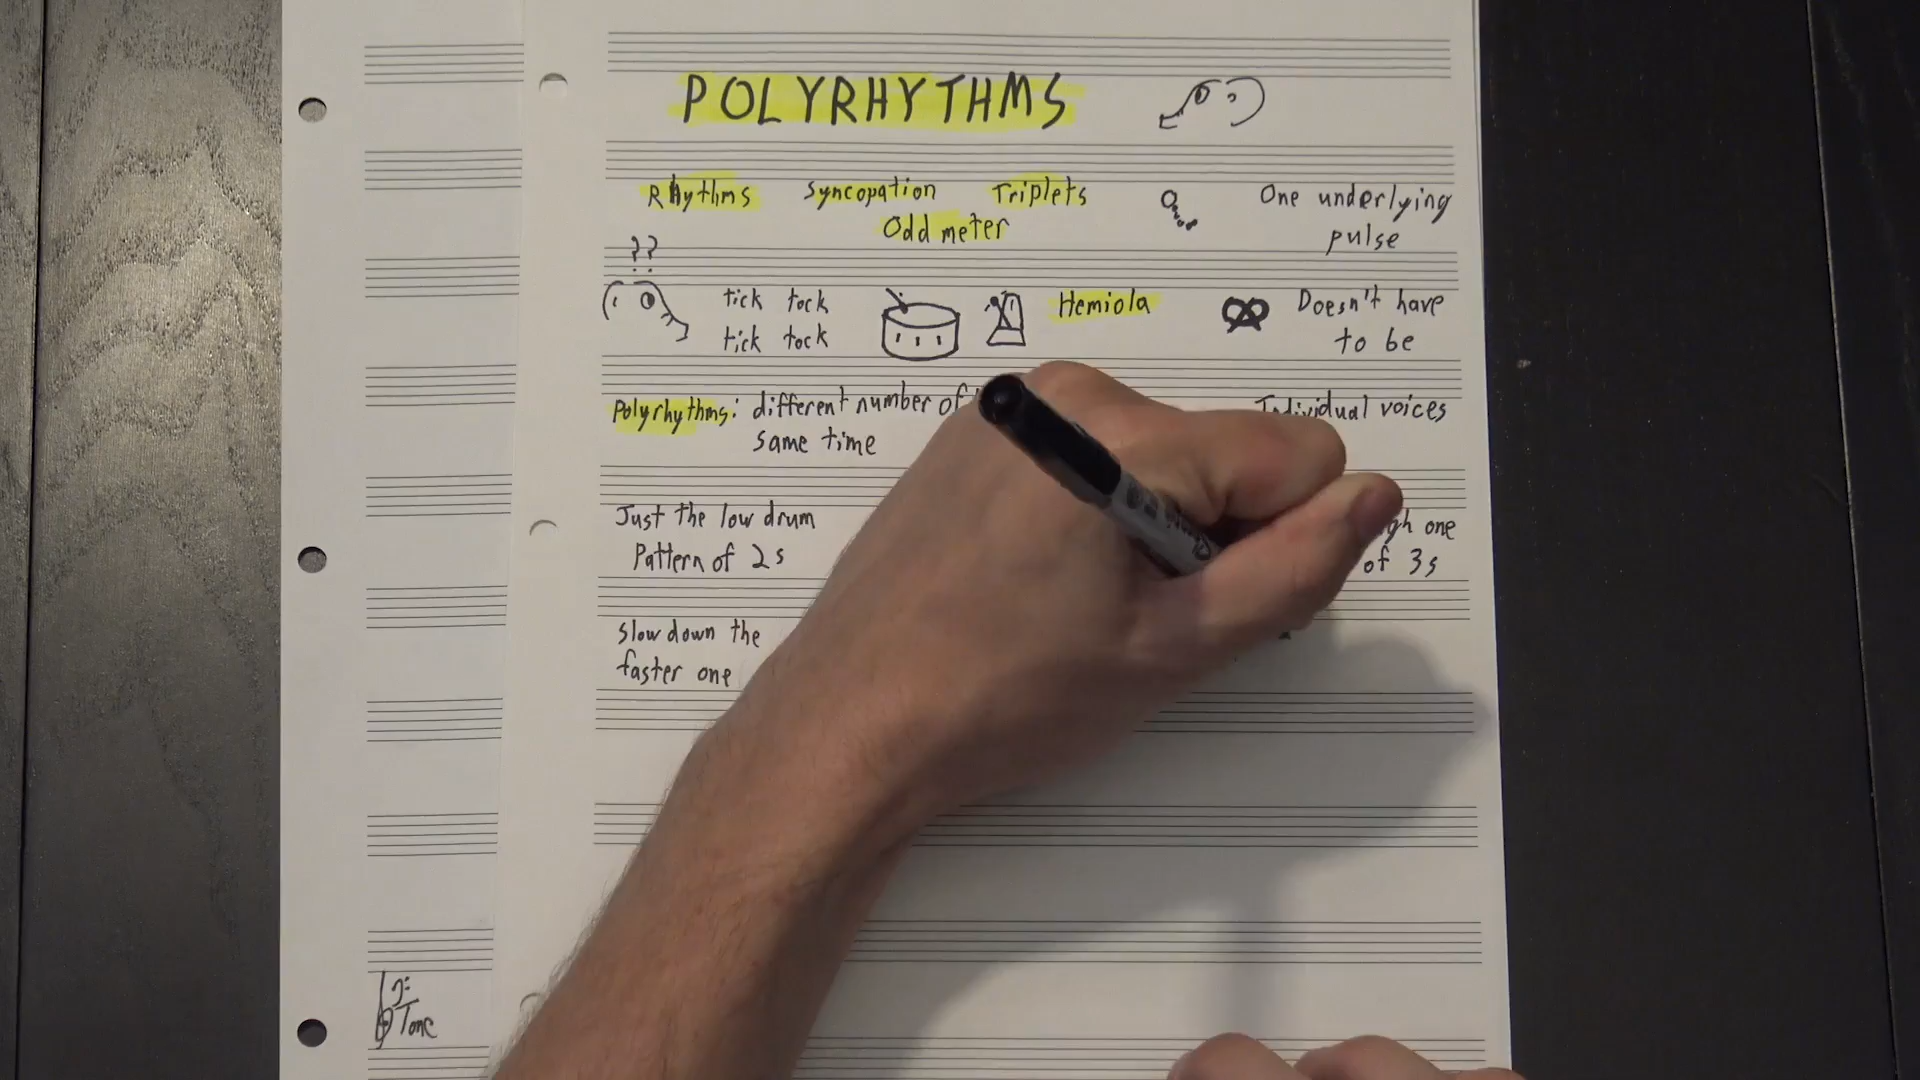 POLYRHYTHMS
Rhythms Syncopation Triplets
Odd meter
One underlying
pulse
??
tick tock
tick tock
Hemiola
Doesn't have
to be
Polyrhythms: different number of
same time
Individual voices
Just the low drum
Pattern of 2s
one
of 3s
Slow down the
faster one
Tone